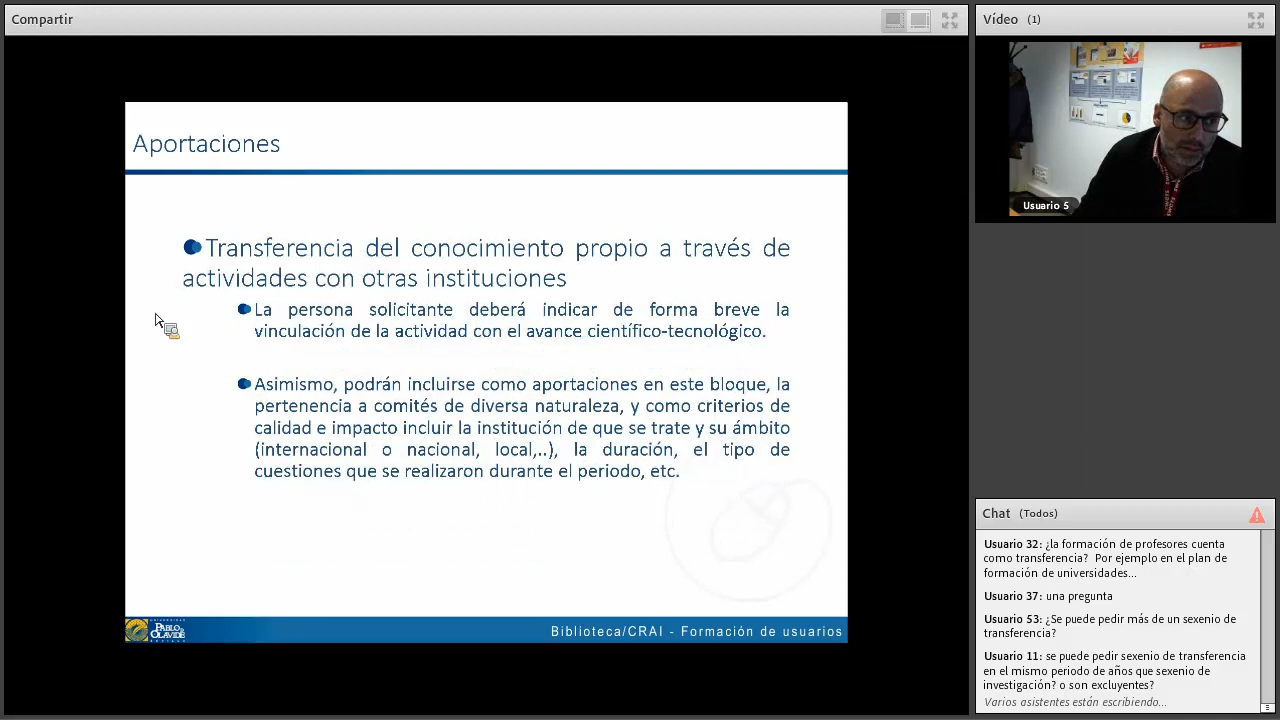 Compartir
Aportaciones
Transferencia del conocimiento propio a través de
actividades con otras instituciones
La persona solicitante deberá indicar de forma breve la
vinculación de la actividad con el avance científico-tecnológico.
Asimismo, podrán incluirse como aportaciones en este bloque, la
pertenencia a comités de diversa naturaleza, y como criterios de
calidad e impacto incluir la institución de que se trate y su ámbito
(internacional o nacional, local,..), la duración, el tipo de
cuestiones que se realizaron durante el periodo, etc.
PABLO
OLAVIDE
Biblioteca/CRAI - Formación de usuarios
Vídeo (1)
Usuario 5
Chat (Todos)
Usuario 32: ¿la formación de profesores cuenta
como transferencia? Por ejemplo en el plan de
formación de universidades...
Usuario 37: una pregunta
Usuario 53: ¿Se puede pedir más de un sexenio de
transferencia?
Usuario 11: se puede pedir sexenio de transferencia
en el mismo periodo de años que sexenio de
investigación? o son excluyentes?
Varios asistentes están escribiendo...